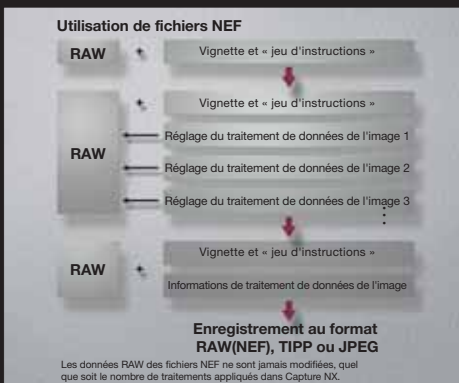 Utilisation de fichiers NEF
RAW
Vignette et « jeu d'instructions »
Vignette et « jeu d'instructions »
RAW
Réglage du traitement de données de l'image 1
Réglage du traitement de données de l'image 2
Réglage du traitement de données de l'image 3
RAW
Vignette et « jeu d'instructions »
Informations de traitement de données de l'image
Enregistrement au format
RAW(NEF), TIPP ou JPEG
Les données RAW des fichiers NEF ne sont jamais modifiées, quel
que soit le nombre de traitements appliqués dans Capture NX.